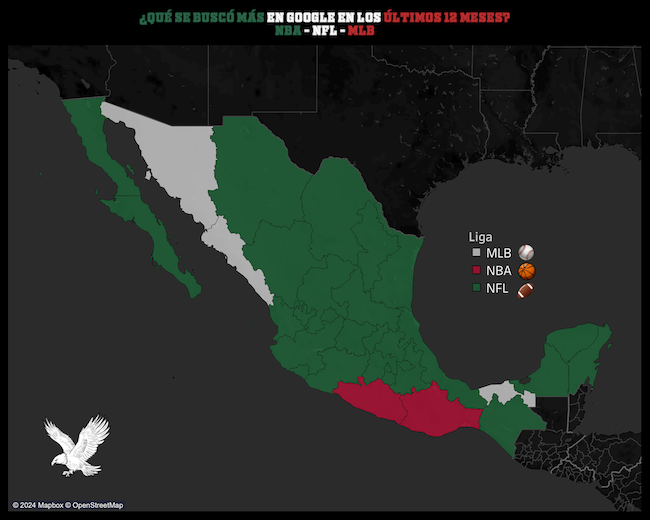 ¿QUÉ SE BUSCÓ MÁS EN GOOGLE EN LOS ÚLTIMOS 12 MESES?
NBA - NFL - MLB
Liga
MLB
NBA
NFL
© 2024 Mapbox © OpenStreetMap